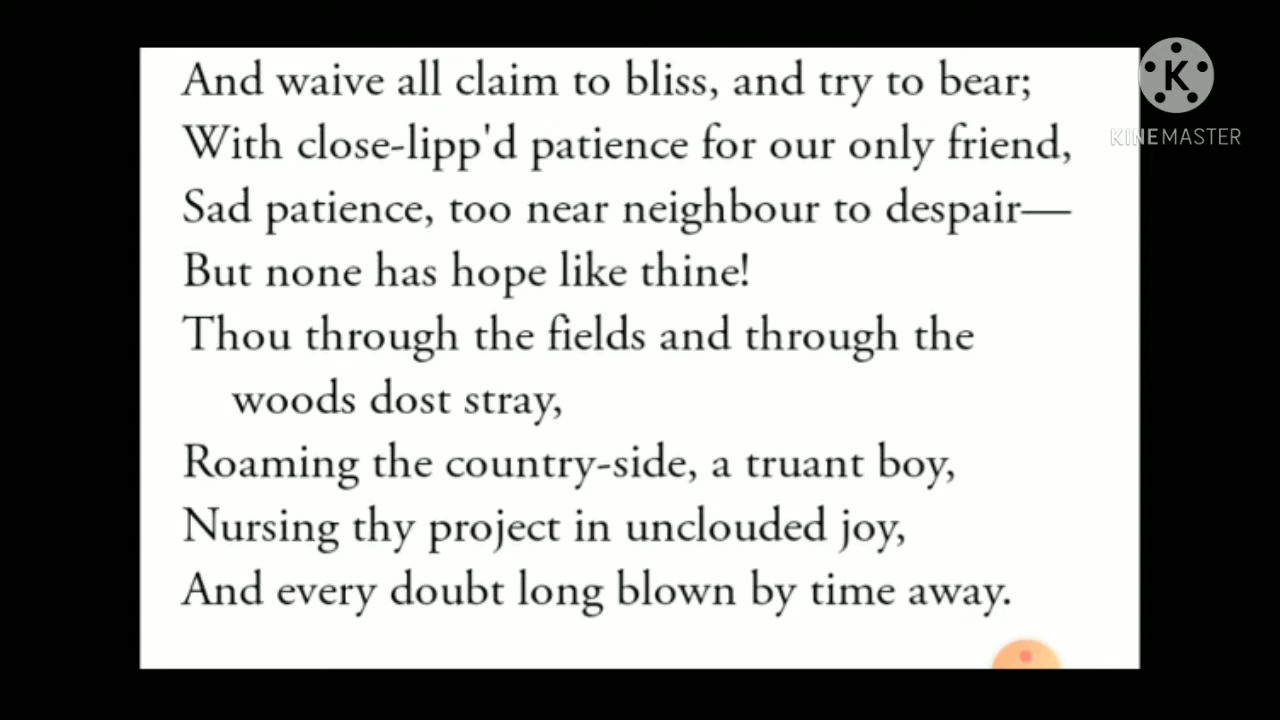 And waive all claim to bliss, and try to bear;
With close-lipp'd patience for our only friend,
Sad patience, too near neighbour to despair—
But none has hope like thine!
Thou through the fields and through the
woods dost stray,
Roaming the country-side, a truant boy,
Nursing thy project in unclouded joy,
And every doubt long blown by time away.
K
KINEMASTER